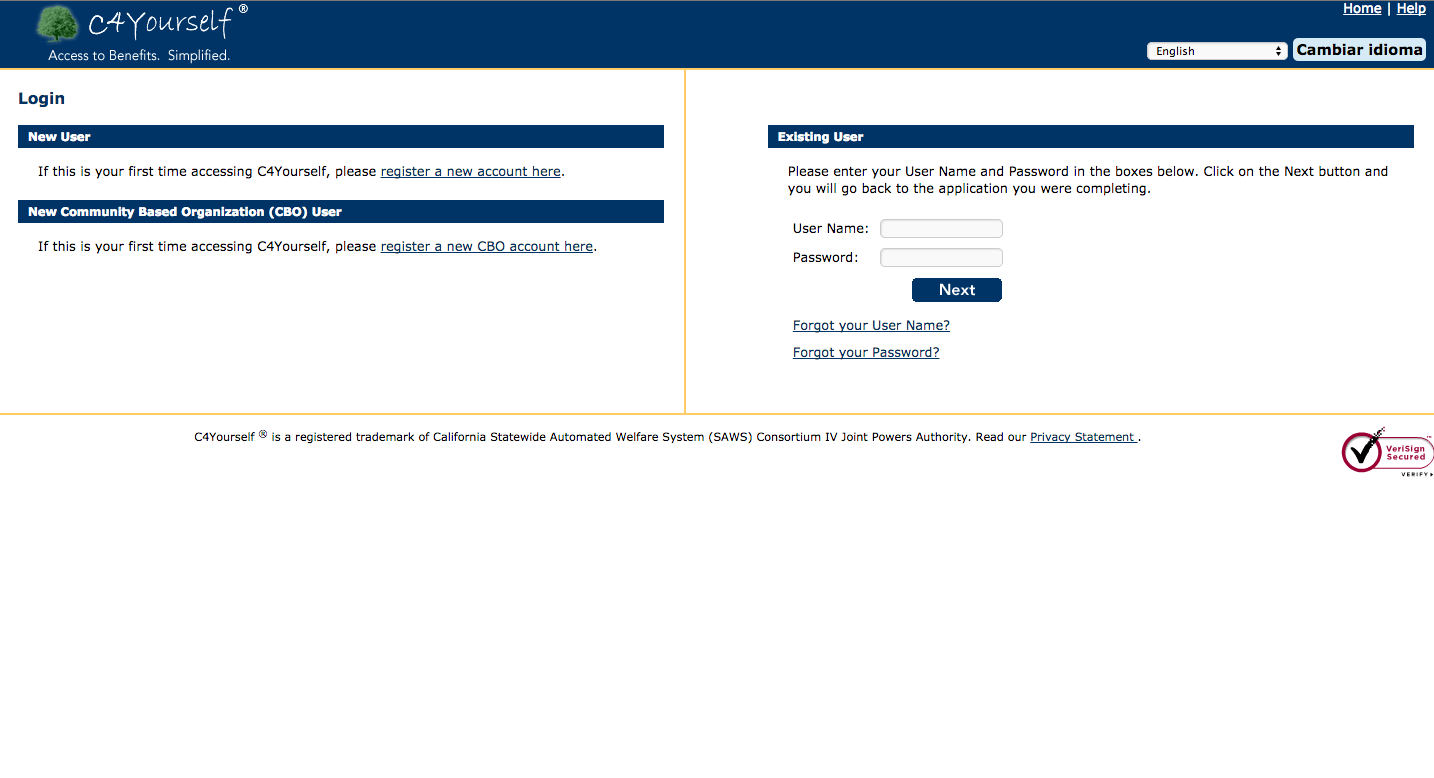 C4Yourself ®
Access to Benefits. Simplified.
Home | Help
English
Cambiar idioma
Login
New User
If this is your first time accessing C4Yourself, please register a new account here.
New Community Based Organization (CBO) User
If this is your first time accessing C4Yourself, please register a new CBO account here.
Existing User
Please enter your User Name and Password in the boxes below. Click on the Next button and
you will go back to the application you were completing.
User Name:
Password:
Next
Forgot your User Name?
Forgot your Password?
C4Yourself ® is a registered trademark of California Statewide Automated Welfare System (SAWS) Consortium IV Joint Powers Authority. Read our Privacy Statement .
VeriSign
Secured
VERIFY